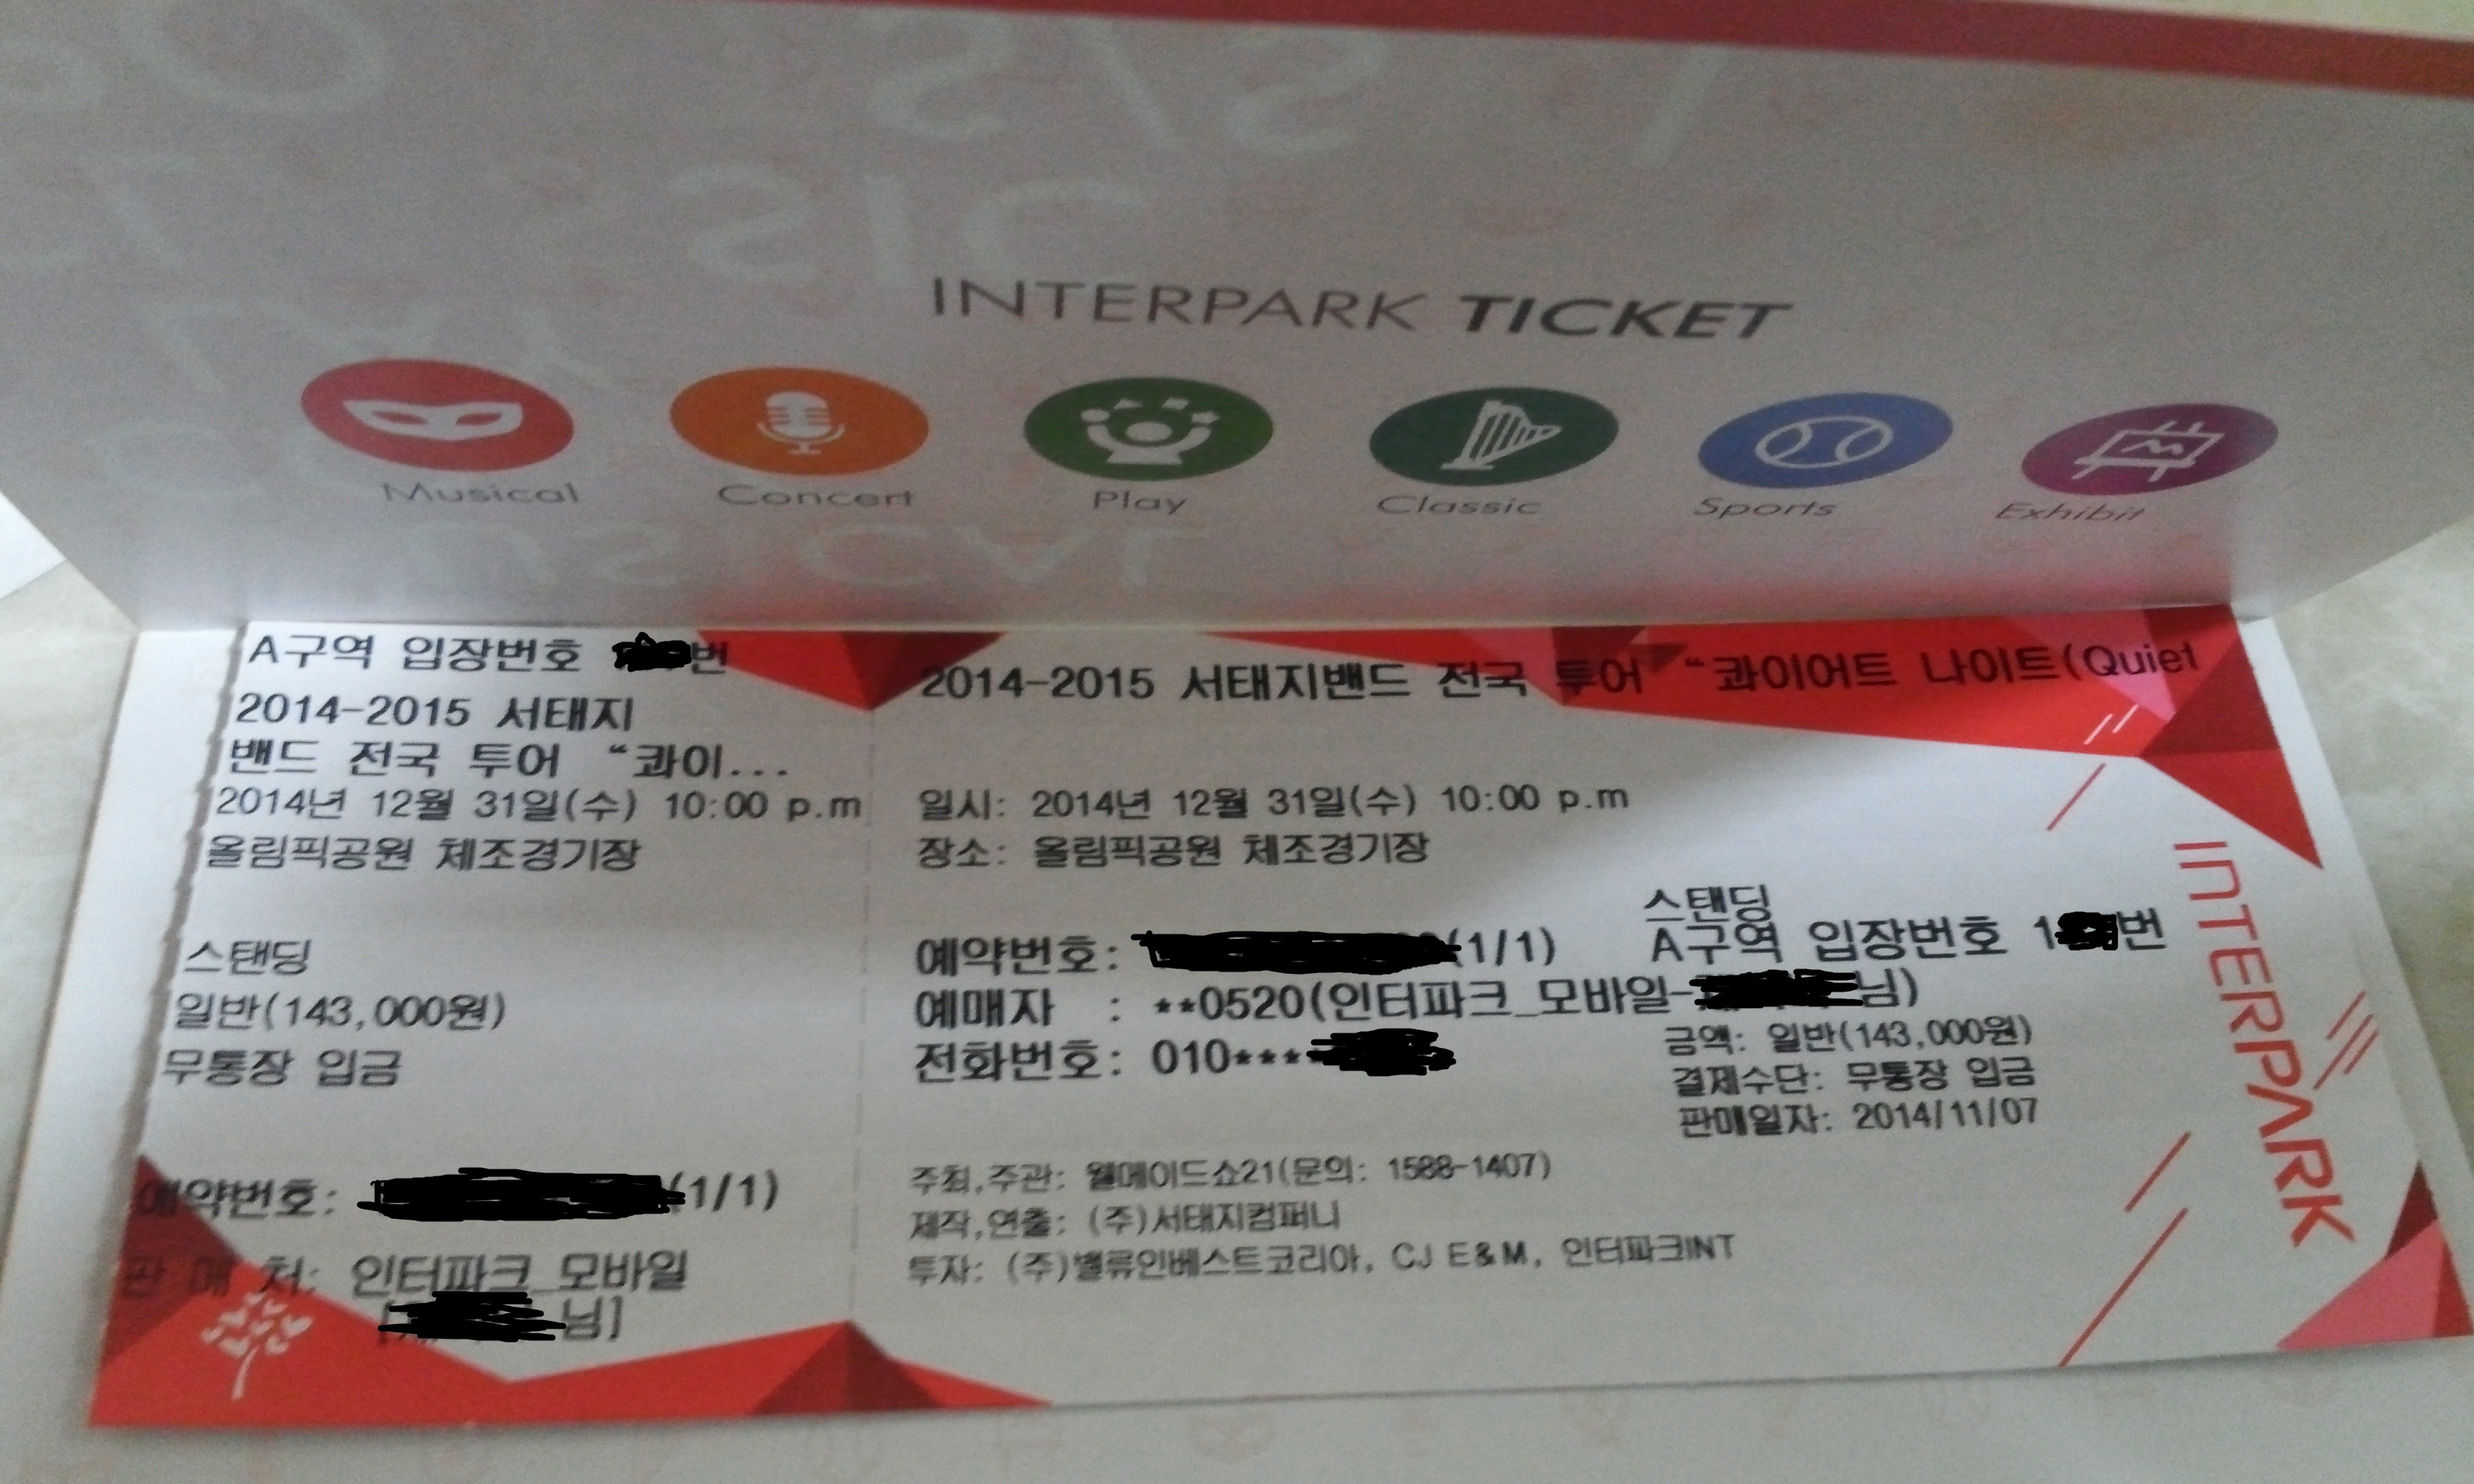 INTERPARK TICKET
Musical Concert Play Classic Sports Exhibit
A구역 입장번호 번
2014-2015 서태지
밴드 전국 투어 “콰이...
2014년 12월 31일(수) 10:00 p.m
올림픽공원 체조경기장
스탠딩
일반(143,000원)
무통장 입금
예약번호: (1/1)
판 매 처: 인터파크_모바일
님]
2014-2015 서태지밴드 전국 투어 “콰이어트 나이트(Quiet
일시: 2014년 12월 31일(수) 10:00 p.m
장소: 올림픽공원 체조경기장
스탠딩
A구역 입장번호 1 번
예약번호: (1/1)
예매자 : **0520(인터파크_모바일- 님)
전화번호: 010***
금액: 일반(143,000원)
결제수단: 무통장 입금
판매일자: 2014/11/07
주최,주관: 웰메이드쇼21(문의: 1588-1407)
제작,연출: (주)서태지컴퍼니
투자: (주)밸류인베스트코리아, CJ E&M, 인터파크INT
INTERPARK